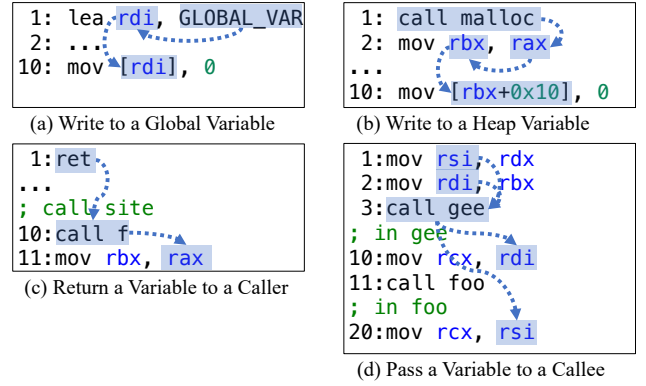 1: lea rdi, GLOBAL_VAR
2: ...
10: mov [rdi], 0
(a) Write to a Global Variable
1: call malloc
2: mov rbx, rax
...
10: mov [rbx+0x10], 0
(b) Write to a Heap Variable
1:ret
...
; call site
10:call f
11:mov rbx, rax
(c) Return a Variable to a Caller
1:mov rsi, rdx
2:mov rdi, rbx
3:call gee
; in gee
10:mov rcx, rdi
11:call foo
; in foo
20:mov rcx, rsi
(d) Pass a Variable to a Callee